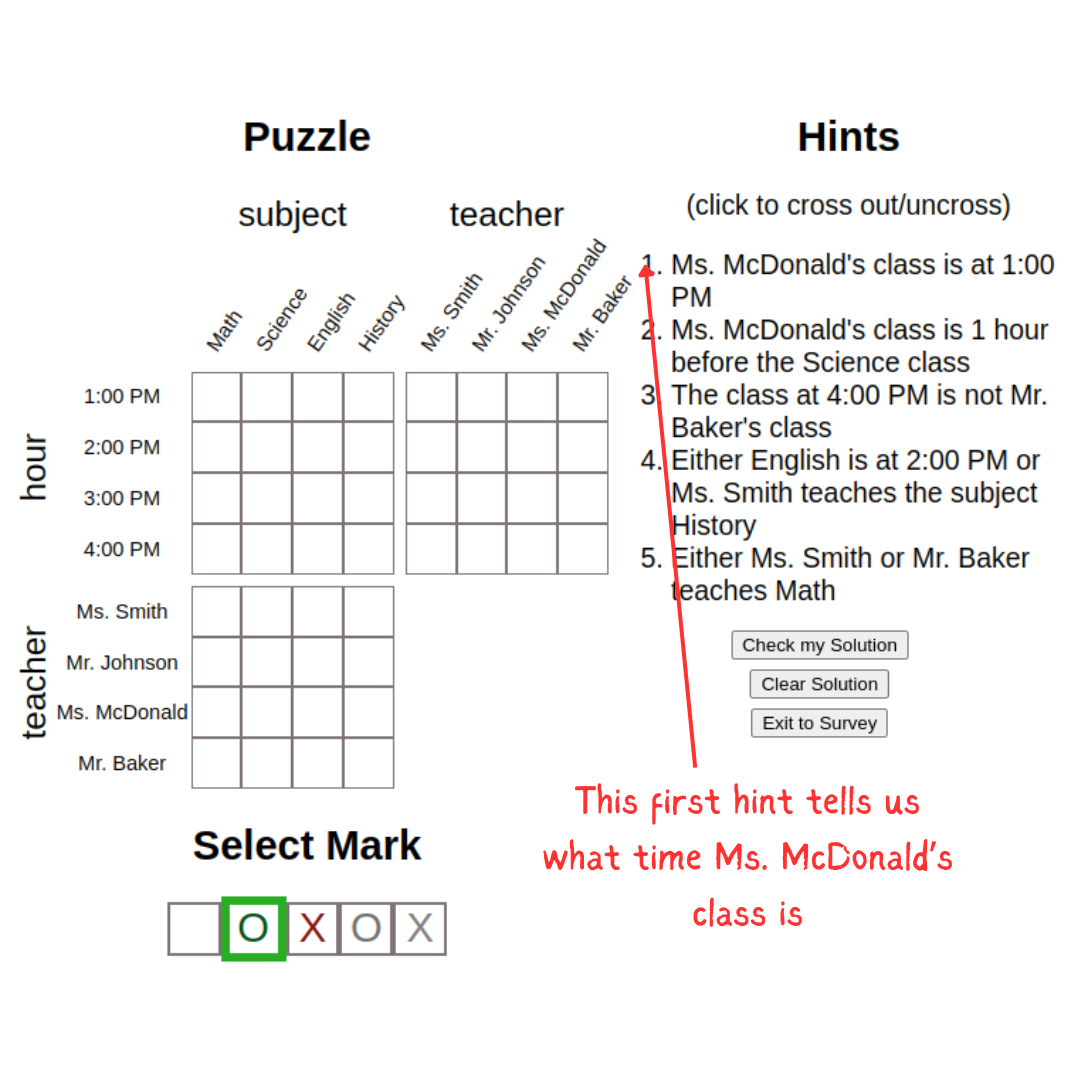 Puzzle
subject
teacher
Math
Science
English
History
Ms. Smith
Mr. Johnson
Ms. McDonald
Mr. Baker
hour
1:00 PM
2:00 PM
3:00 PM
4:00 PM
teacher
Ms. Smith
Mr. Johnson
Ms. McDonald
Mr. Baker
Select Mark
O X O X
Hints
(click to cross out/uncross)
1. Ms. McDonald's class is at 1:00
PM
2. Ms. McDonald's class is 1 hour
before the Science class
3. The class at 4:00 PM is not Mr.
Baker's class
4. Either English is at 2:00 PM or
Ms. Smith teaches the subject
History
5. Either Ms. Smith or Mr. Baker
teaches Math
Check my Solution
Clear Solution
Exit to Survey
This first hint tells us
what time Ms. McDonald's
class is